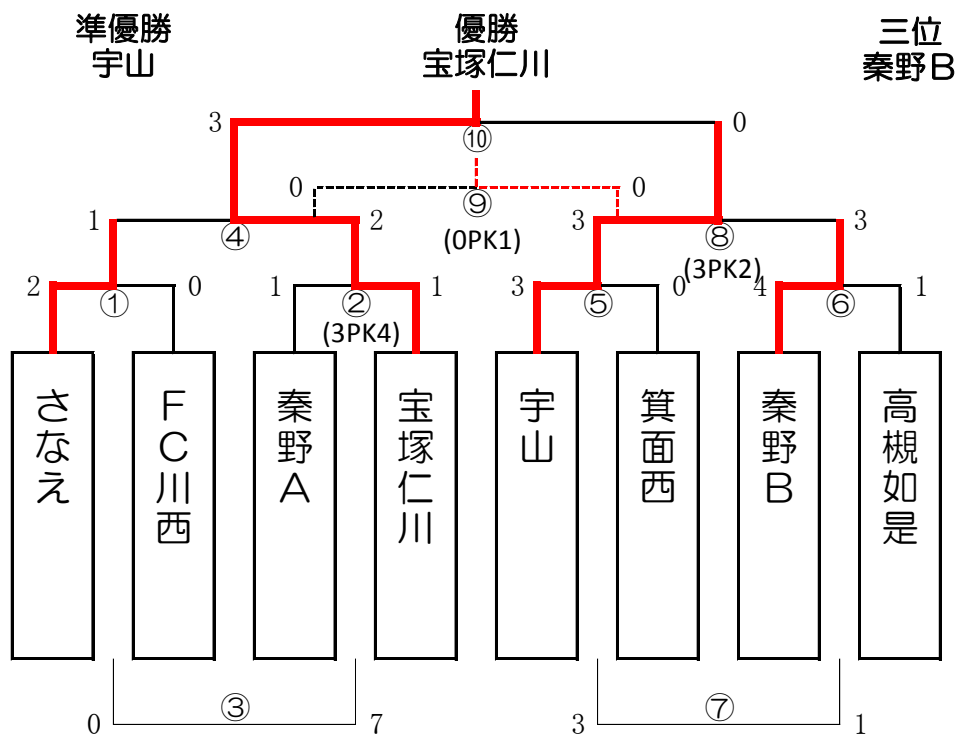 準優勝
宇山
優勝
宝塚仁川
三位
秦野B
3
⑩
0
0
⑨
0
(0PK1)
1
④
2
3
⑧
3
(3PK2)
2
①
0
1
②
1
(3PK4)
3
⑤
0
4
⑥
1
さなえ
FC川西
秦野A
宝塚仁川
宇山
箕面西
秦野B
高槻如是
0
③
7
3
⑦
1